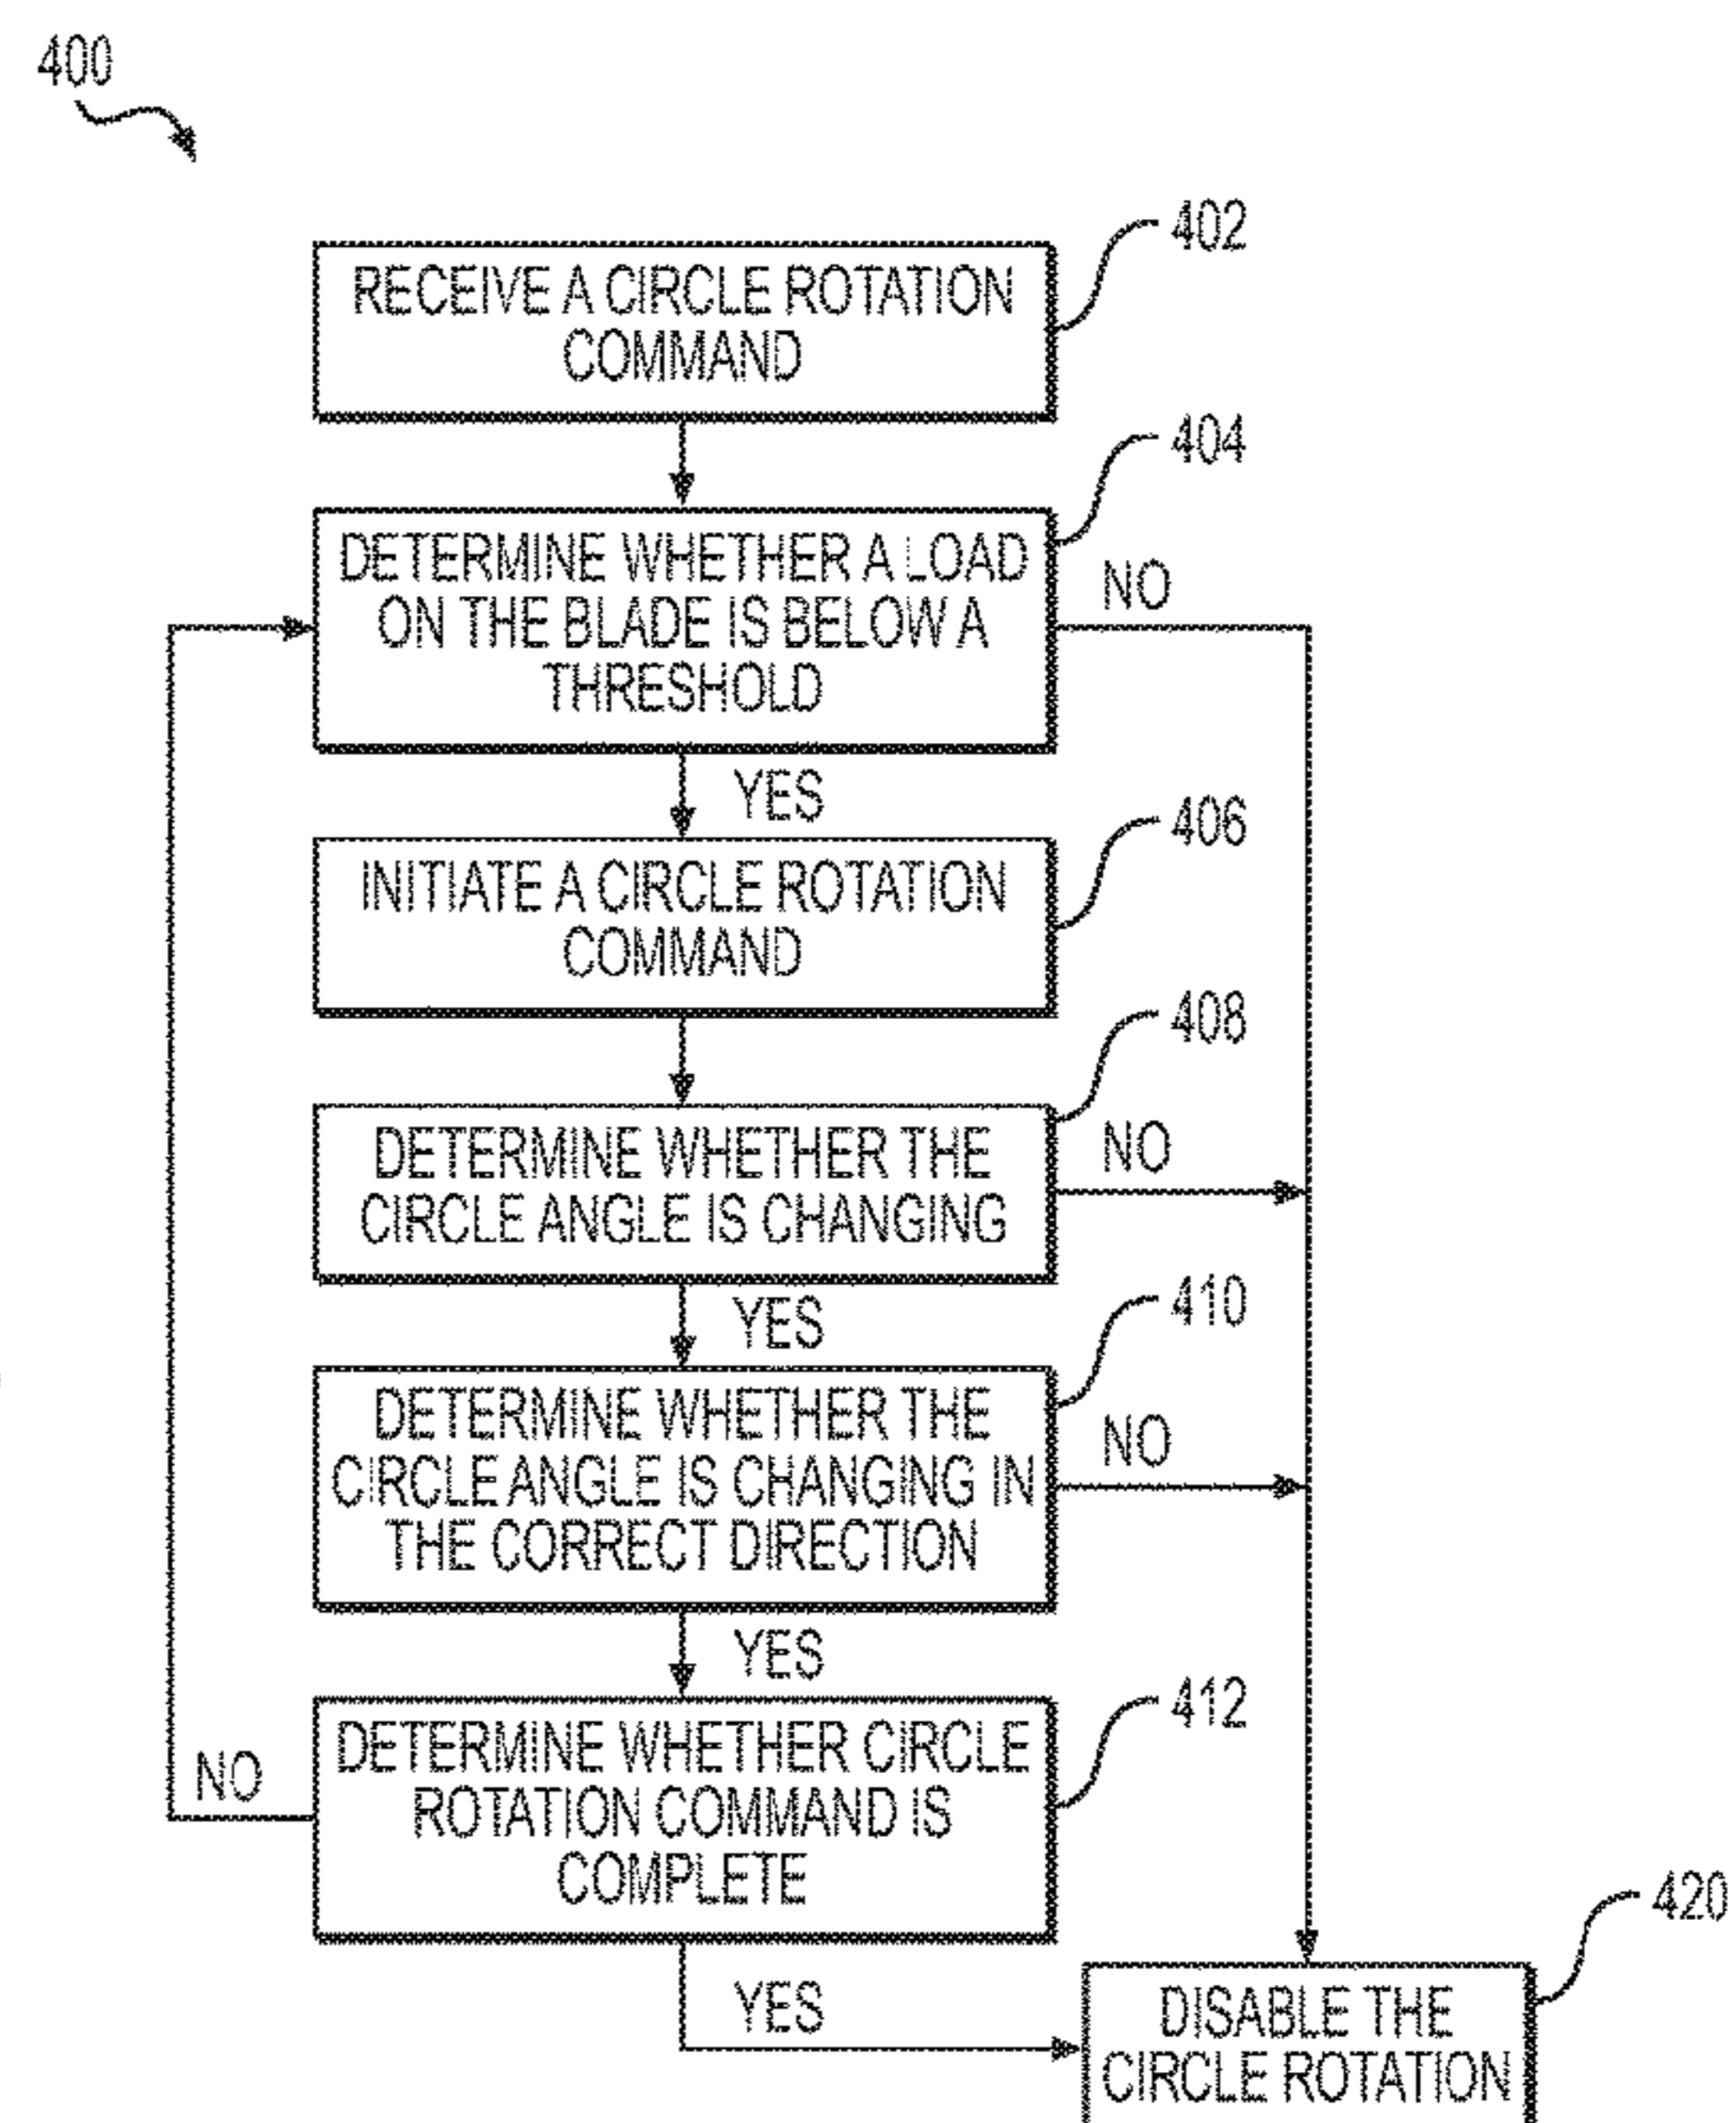 400
RECEIVE A CIRCLE ROTATION
COMMAND
402
DETERMINE WHETHER A LOAD
ON THE BLADE IS BELOW A
THRESHOLD
404
NO
YES
INITIATE A CIRCLE ROTATION
COMMAND
406
DETERMINE WHETHER THE
CIRCLE ANGLE IS CHANGING
408
NO
YES
DETERMINE WHETHER THE
CIRCLE ANGLE IS CHANGING IN
THE CORRECT DIRECTION
410
NO
YES
DETERMINE WHETHER CIRCLE
ROTATION COMMAND IS
COMPLETE
412
NO
YES
DISABLE THE
CIRCLE ROTATION
420